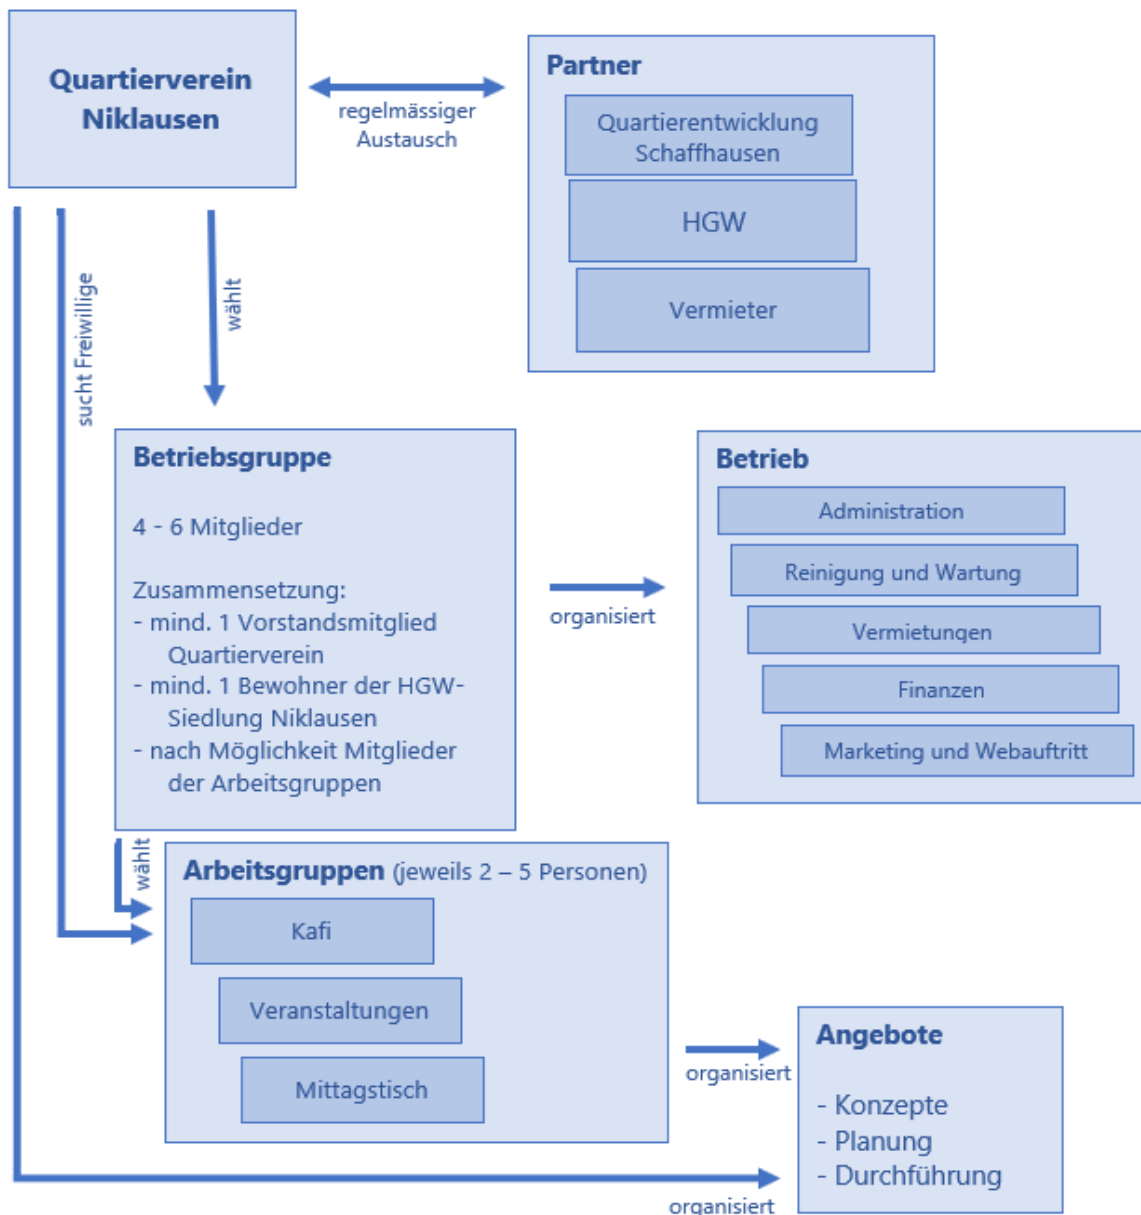 Quartierverein
Niklausen
regelmässiger
Austausch
Partner
Quartierentwicklung
Schaffhausen
HGW
Vermieter
sucht Freiwillige
wählt
Betriebsgruppe
4 - 6 Mitglieder
Zusammensetzung:
- mind. 1 Vorstandsmitglied
Quartierverein
- mind. 1 Bewohner der HGW-
Siedlung Niklausen
- nach Möglichkeit Mitglieder
der Arbeitsgruppen
organisiert
Betrieb
Administration
Reinigung und Wartung
Vermietungen
Finanzen
Marketing und Webauftritt
wählt
Arbeitsgruppen (jeweils 2 – 5 Personen)
Kafi
Veranstaltungen
Mittagstisch
organisiert
Angebote
- Konzepte
- Planung
- Durchführung
organisiert